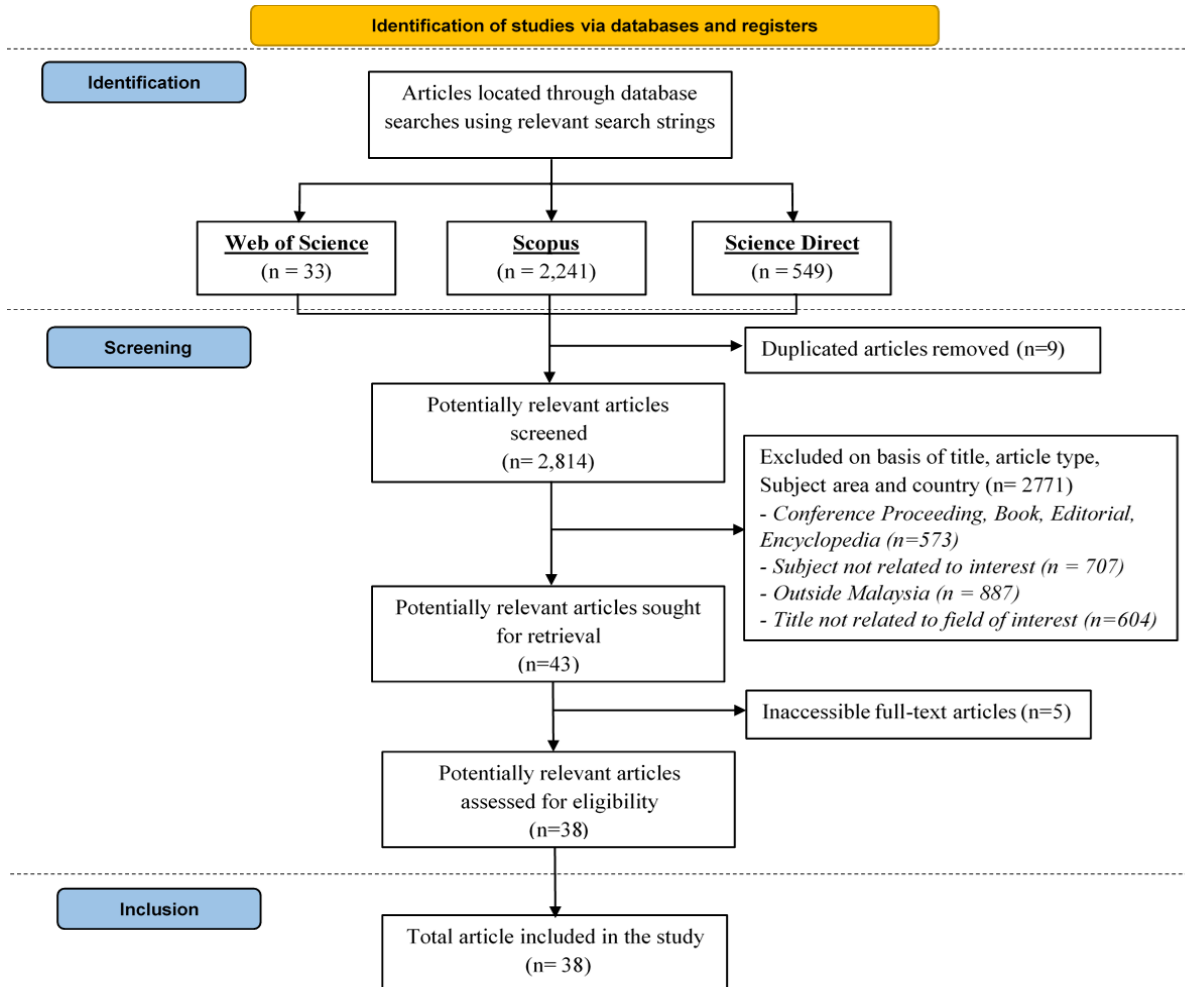 Identification of studies via databases and registers
Identification
Articles located through database
searches using relevant search strings
Web of Science
(n = 33)
Scopus
(n = 2,241)
Science Direct
(n = 549)
Screening
Duplicated articles removed (n=9)
Potentially relevant articles
screened
(n= 2,814)
Excluded on basis of title, article type,
Subject area and country (n= 2771)
- Conference Proceeding, Book, Editorial,
Encyclopedia (n=573)
- Subject not related to interest (n = 707)
- Outside Malaysia (n = 887)
- Title not related to field of interest (n=604)
Potentially relevant articles sought
for retrieval
(n=43)
Inaccessible full-text articles (n=5)
Potentially relevant articles
assessed for eligibility
(n=38)
Inclusion
Total article included in the study
(n= 38)